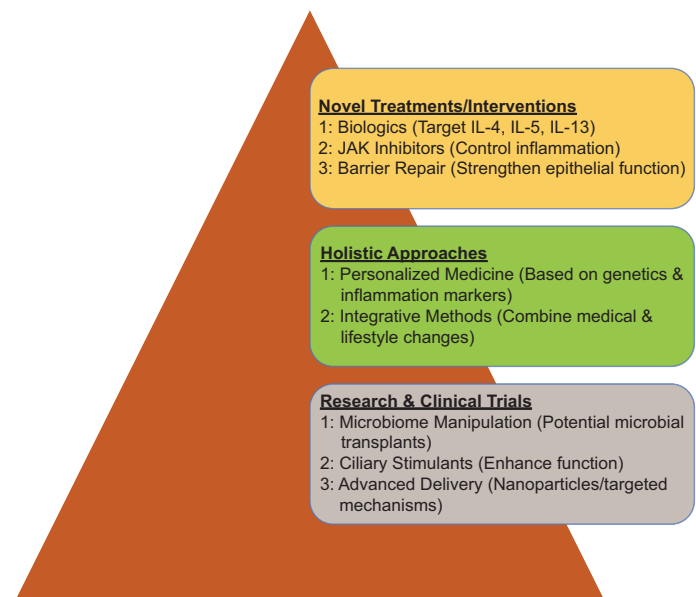 Novel Treatments/Interventions
1: Biologics (Target IL-4, IL-5, IL-13)
2: JAK Inhibitors (Control inflammation)
3: Barrier Repair (Strengthen epithelial function)
Holistic Approaches
1: Personalized Medicine (Based on genetics &
inflammation markers)
2: Integrative Methods (Combine medical &
lifestyle changes)
Research & Clinical Trials
1: Microbiome Manipulation (Potential microbial
transplants)
2: Ciliary Stimulants (Enhance function)
3: Advanced Delivery (Nanoparticles/targeted
mechanisms)